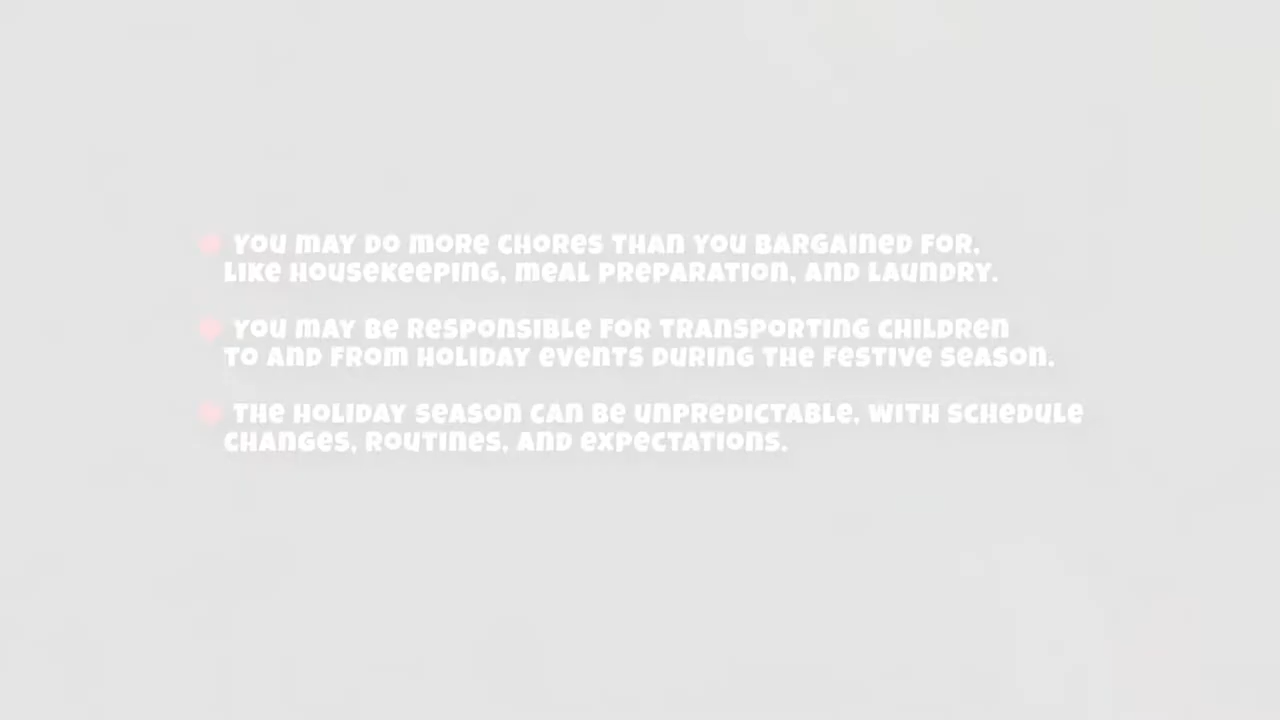 You may do more chores than you bargained for,
like housekeeping, meal preparation, and laundry.
You may be responsible for transporting children
to and from holiday events during the festive season.
The holiday season can be unpredictable, with schedule
changes, routines, and expectations.